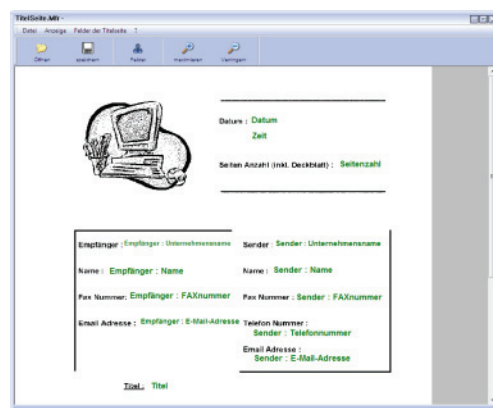 TitelSeite.Mfr -
Datei Anzeige Felder der Titelseite ?
Öffnen speichern Felder maximieren Verringern
Datum : Datum
Zeit
Seiten Anzahl (inkl. Deckblatt) : Seitenzahl
Empfänger : Empfänger : Unternehmensname Sender : Sender : Unternehmensname
Name : Empfänger : Name Name : Sender : Name
Fax Nummer: Empfänger : FAXnummer Fax Nummer : Sender : FAXnummer
Email Adresse : Empfänger : E-Mail-Adresse Telefon Nummer :
Sender : Telefonnummer
Email Adresse :
Sender : E-Mail-Adresse
Titel : Titel